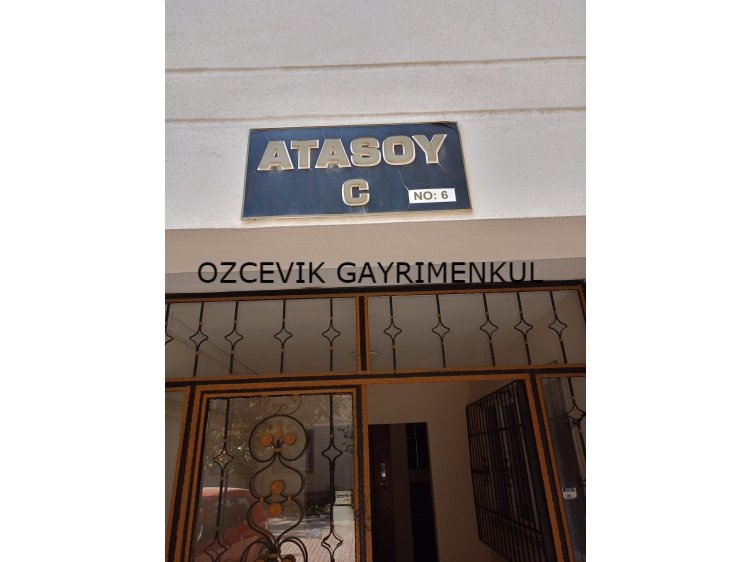 ATASOY
C
NO: 6
OZCEVIK GAYRIMENKUL